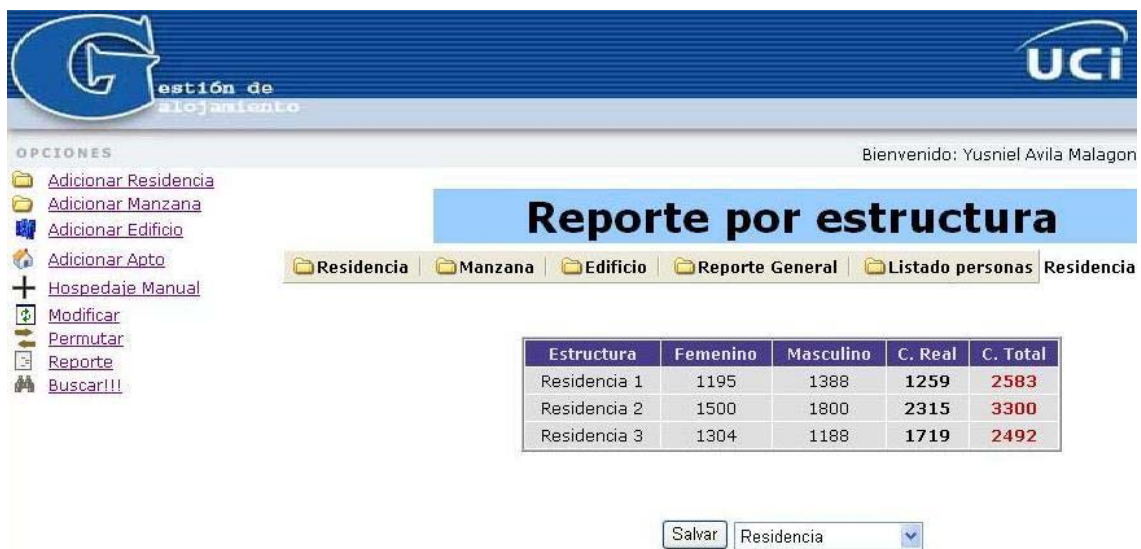 Gestión de
alojamiento
UCi
OPCIONES
Bienvenido: Yusniel Avila Malagon
Adicionar Residencia
Adicionar Manzana
Adicionar Edificio
Adicionar Apto
Hospedaje Manual
Modificar
Permutar
Reporte
Buscar!!!
Reporte por estructura
Residencia Manzana Edificio Reporte General Listado personas Residencia
Estructura Femenino Masculino C. Real C. Total
Residencia 1 1195 1388 1259 2583
Residencia 2 1500 1800 2315 3300
Residencia 3 1304 1188 1719 2492
Salvar Residencia